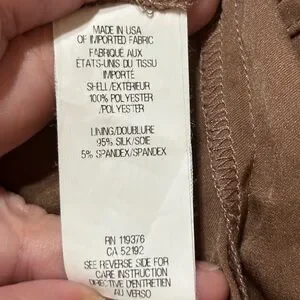 MADE IN USA
OF IMPORTED FABRIC
FABRIQUÉ AUX
ÉTATS-UNIS DU TISSU
IMPORTÉ
SHELL/EXTÉRIEUR
100% POLYESTER
/POLYESTER
LINING/DOUBLURE
95% SILK/SOIE
5% SPANDEX/SPANDEX
RN 119376
CA 52192
SEE REVERSE SIDE FOR
CARE INSTRUCTION
DIRECTIVE D'ENTRETIEN
AU VERSO